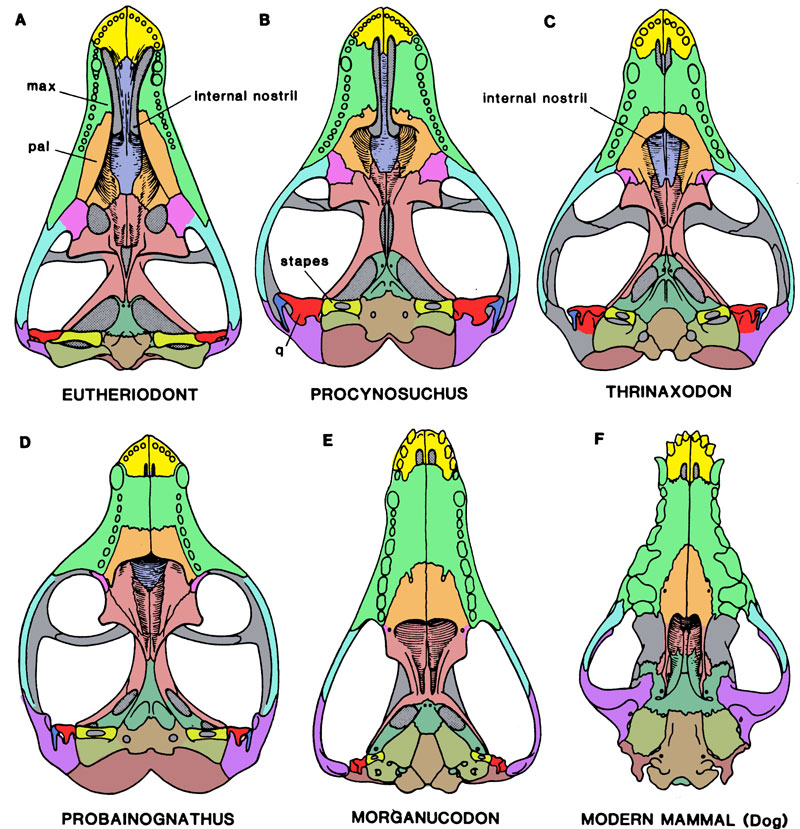 A
B
C
max
internal nostril
internal nostril
pal
stapes
q
EUTHERIODONT
PROCYNOSUCHUS
THRINAXODON
D
E
F
PROBAINOGNATHUS
MORGANUCODON
MODERN MAMMAL (Dog)